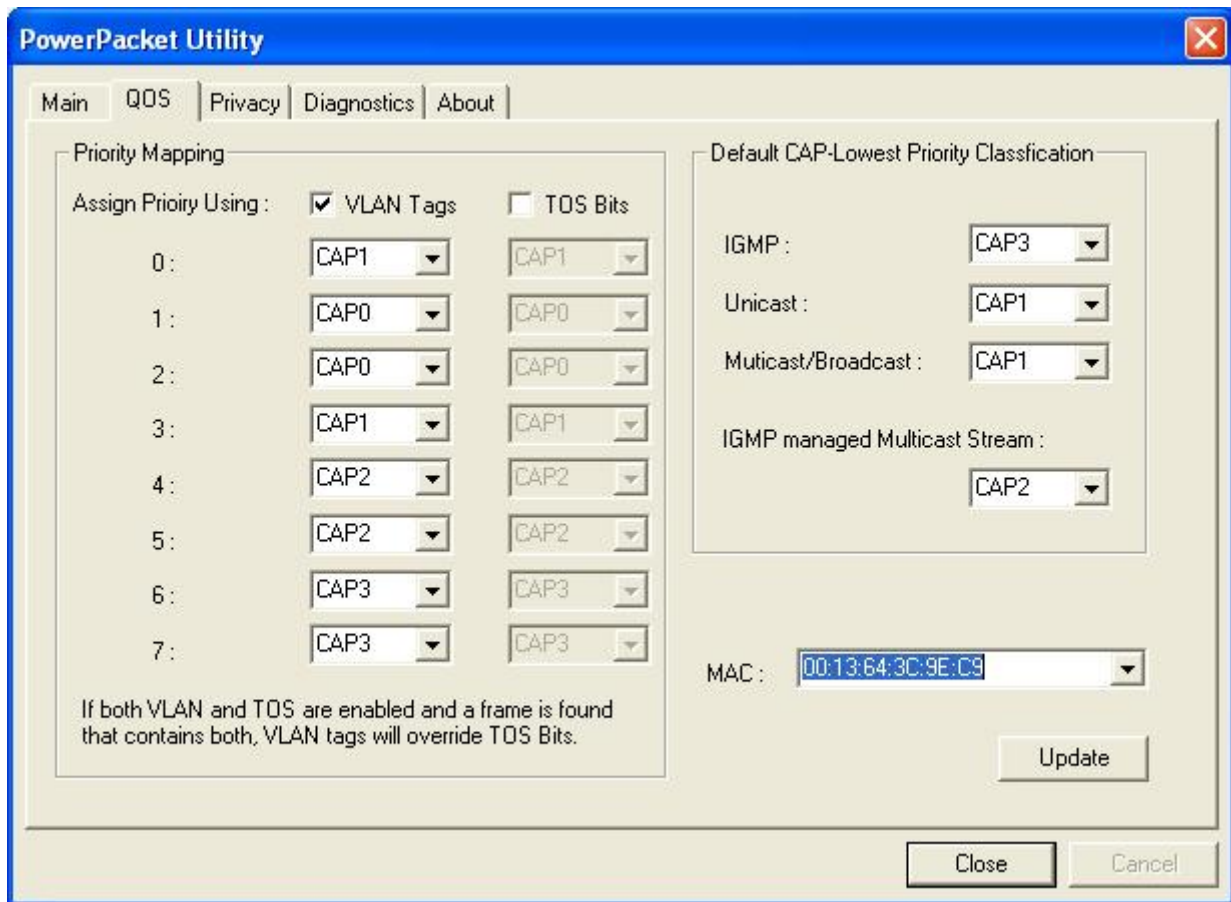 PowerPacket Utility
Main QOS Privacy Diagnostics About
Priority Mapping
Assign Prioiry Using : VLAN Tags TOS Bits
0 : CAP1 CAP1
1 : CAP0 CAP0
2 : CAP0 CAP0
3 : CAP1 CAP1
4 : CAP2 CAP2
5 : CAP2 CAP2
6 : CAP3 CAP3
7 : CAP3 CAP3
If both VLAN and TOS are enabled and a frame is found
that contains both, VLAN tags will override TOS Bits.
Default CAP-Lowest Priority Classfication
IGMP : CAP3
Unicast : CAP1
Muticast/Broadcast : CAP1
IGMP managed Multicast Stream :
CAP2
MAC : 00:13:64:3C:9E:C9
Update
Close Cancel